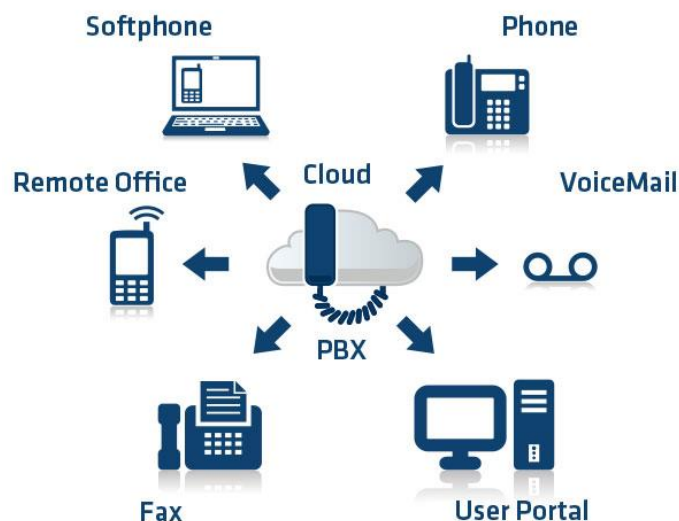 Softphone
Phone
Cloud
Remote Office
VoiceMail
PBX
Fax
User Portal